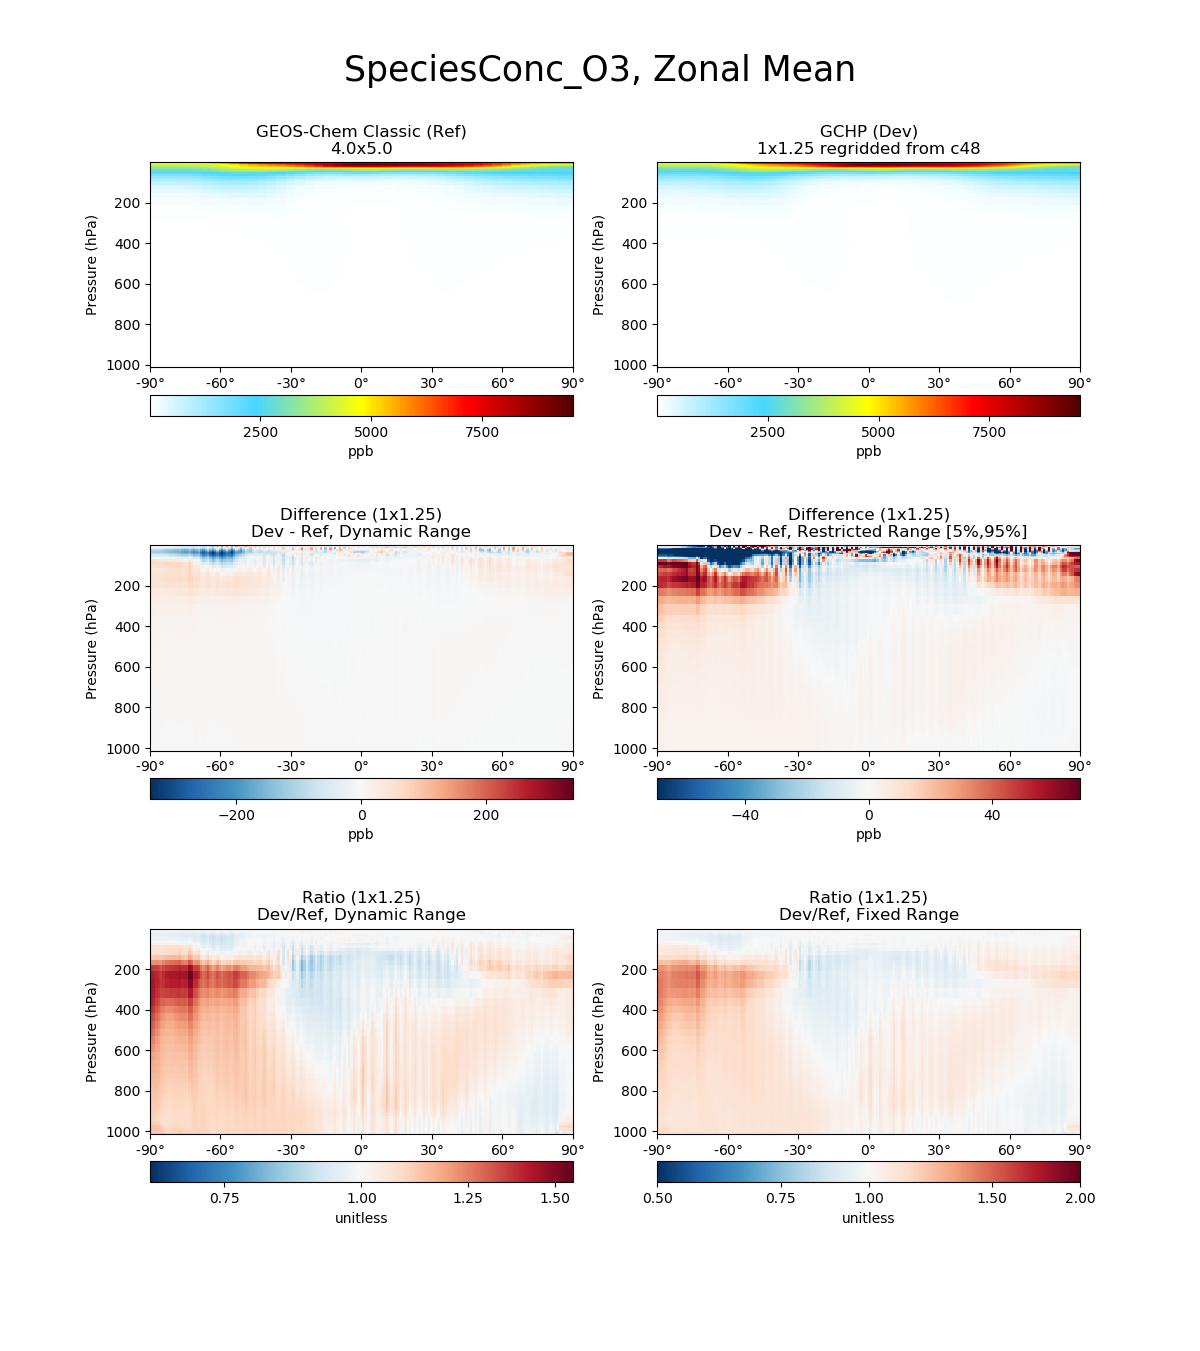 SpeciesConc_O3, Zonal Mean
GEOS-Chem Classic (Ref)
4.0x5.0
Pressure (hPa)
200
400
600
800
1000
-90° -60° -30° 0° 30° 60° 90°
2500 5000 7500
ppb
GCHP (Dev)
1x1.25 regridded from c48
Pressure (hPa)
200
400
600
800
1000
-90° -60° -30° 0° 30° 60° 90°
2500 5000 7500
ppb
Difference (1x1.25)
Dev - Ref, Dynamic Range
Pressure (hPa)
200
400
600
800
1000
-90° -60° -30° 0° 30° 60° 90°
−200 0 200
ppb
Difference (1x1.25)
Dev - Ref, Restricted Range [5%,95%]
Pressure (hPa)
200
400
600
800
1000
-90° -60° -30° 0° 30° 60° 90°
−40 0 40
ppb
Ratio (1x1.25)
Dev/Ref, Dynamic Range
Pressure (hPa)
200
400
600
800
1000
-90° -60° -30° 0° 30° 60° 90°
0.75 1.00 1.25 1.50
unitless
Ratio (1x1.25)
Dev/Ref, Fixed Range
Pressure (hPa)
200
400
600
800
1000
-90° -60° -30° 0° 30° 60° 90°
0.50 0.75 1.00 1.50 2.00
unitless